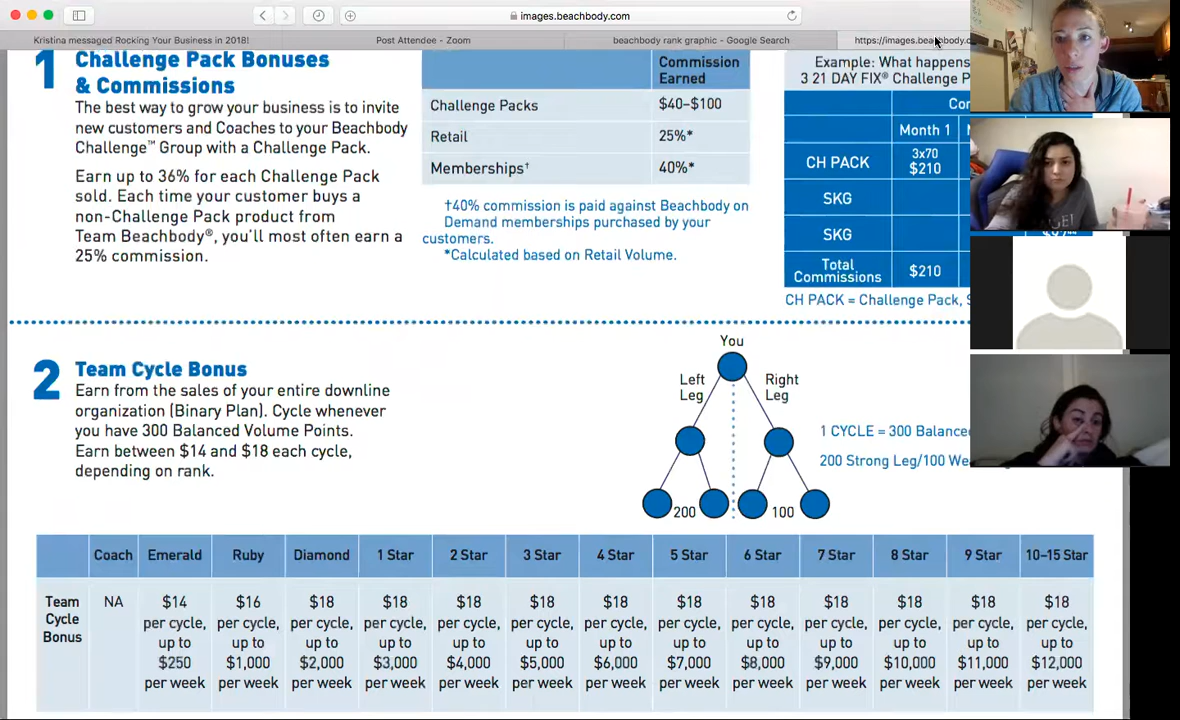 images.beachbody.com
Kristina messaged Rocking Your Business in 2018!
Post Attendee - Zoom
beachbody rank graphic - Google Search
https://images.beachbody.c
1 Challenge Pack Bonuses
& Commissions
The best way to grow your business is to invite
new customers and Coaches to your Beachbody
Challenge™ Group with a Challenge Pack.
Earn up to 36% for each Challenge Pack
sold. Each time your customer buys a
non-Challenge Pack product from
Team Beachbody®, you'll most often earn a
25% commission.
Commission
Earned
Challenge Packs $40–$100
Retail 25%*
Memberships† 40%*
†40% commission is paid against Beachbody on
Demand memberships purchased by your
customers.
*Calculated based on Retail Volume.
Example: What happens
3 21 DAY FIX® Challenge P
Co
Month 1
CH PACK 3x70
$210
SKG
SKG
Total
Commissions $210
CH PACK = Challenge Pack, S
2 Team Cycle Bonus
Earn from the sales of your entire downline
organization (Binary Plan). Cycle whenever
you have 300 Balanced Volume Points.
Earn between $14 and $18 each cycle,
depending on rank.
You
Left
Leg
Right
Leg
200
100
1 CYCLE = 300 Balance
200 Strong Leg/100 We
Coach Emerald Ruby Diamond 1 Star 2 Star 3 Star 4 Star 5 Star 6 Star 7 Star 8 Star 9 Star 10–15 Star
Team NA $14 $16 $18 $18 $18 $18 $18 $18 $18 $18 $18 $18 $18
Cycle per cycle, per cycle, per cycle, per cycle, per cycle, per cycle, per cycle, per cycle, per cycle, per cycle, per cycle, per cycle, per cycle,
Bonus up to up to up to up to up to up to up to up to up to up to up to up to up to
$250 $1,000 $2,000 $3,000 $4,000 $5,000 $6,000 $7,000 $8,000 $9,000 $10,000 $11,000 $12,000
per week per week per week per week per week per week per week per week per week per week per week per week per week